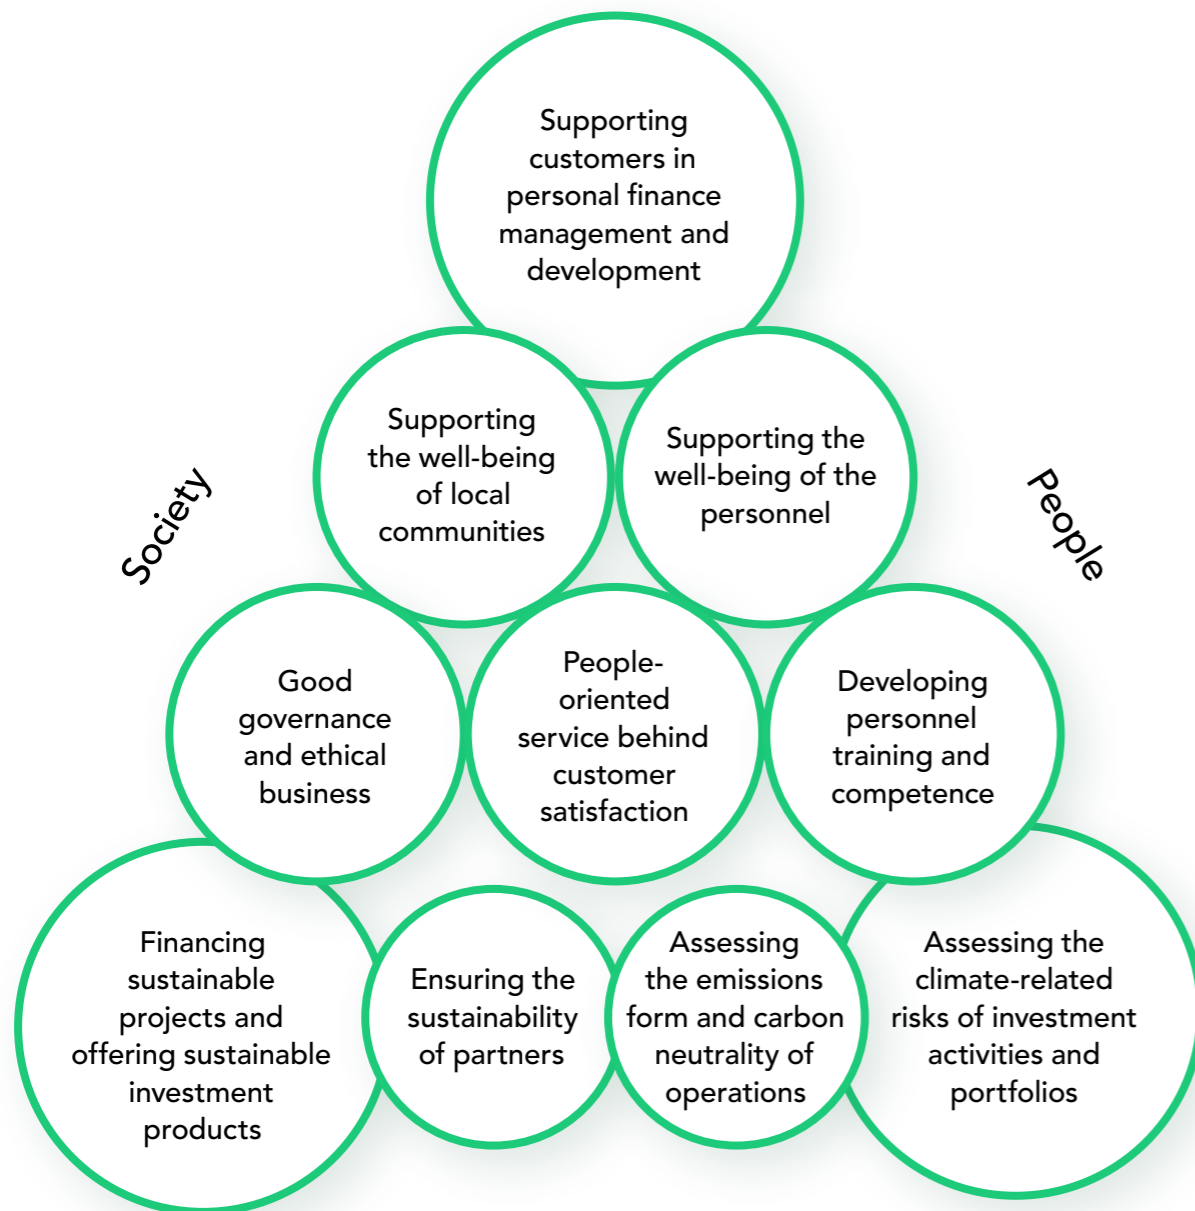 Supporting
customers in
personal finance
management and
development
Supporting
the well-being
of local
communities
Supporting the
well-being of the
personnel
Society
People
Good
governance
and ethical
business
People-
oriented
service behind
customer
satisfaction
Developing
personnel
training and
competence
Financing
sustainable
projects and
offering sustainable
investment
products
Ensuring the
sustainability
of partners
Assessing
the emissions
form and carbon
neutrality of
operations
Assessing the
climate-related
risks of investment
activities and
portfolios